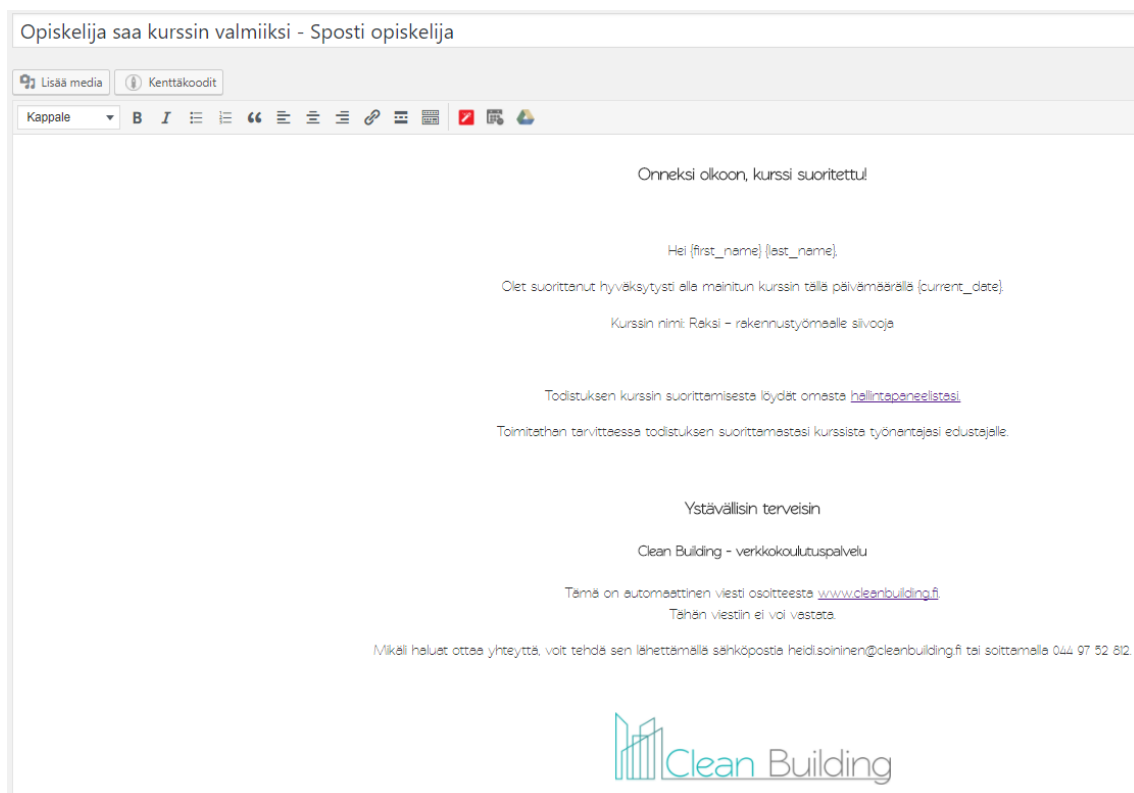 Opiskelija saa kurssin valmiiksi - Sposti opiskelija
Lisää media Kenttäkoodit
Kappale
Onneksi olkoon, kurssi suoritettu!
Hei {first_name} {last_name},
Olet suorittanut hyväksytysti alla mainitun kurssin tällä päivämäärällä {current_date}.
Kurssin nimi: Raksi – rakennustyömaalle siivooja
Todistuksen kurssin suorittamisesta löydät omasta hallintapaneelistasi.
Toimitathan tarvittaessa todistuksen suorittamastasi kurssista työnantajasi edustajalle.
Ystävällisin terveisin
Clean Building - verkkokoulutuspalvelu
Tämä on automaattinen viesti osoitteesta www.cleanbuilding.fi.
Tähän viestiin ei voi vastata.
Mikäli haluat ottaa yhteyttä, voit tehdä sen lähettämällä sähköpostia heidi.soininen@cleanbuilding.fi tai soittamalla 044 97 52 812.
Clean Building